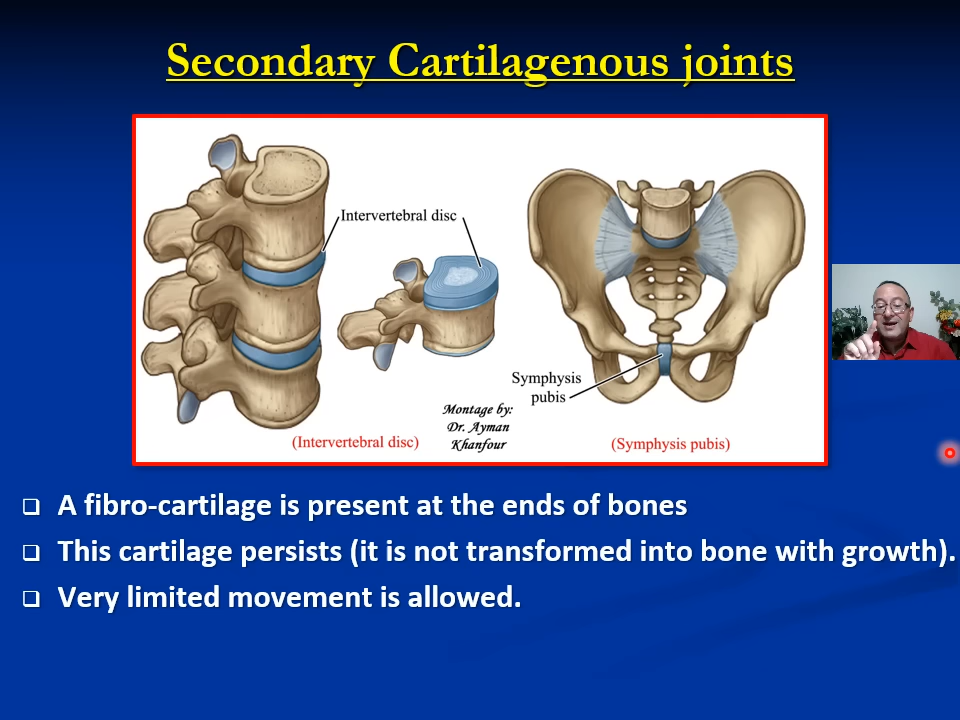 Secondary Cartilagenous joints
Intervertebral disc
Symphysis
pubis
Montage by:
Dr. Ayman
Khanfour
(Intervertebral disc)
(Symphysis pubis)
A fibro-cartilage is present at the ends of bones
This cartilage persists (it is not transformed into bone with growth).
Very limited movement is allowed.